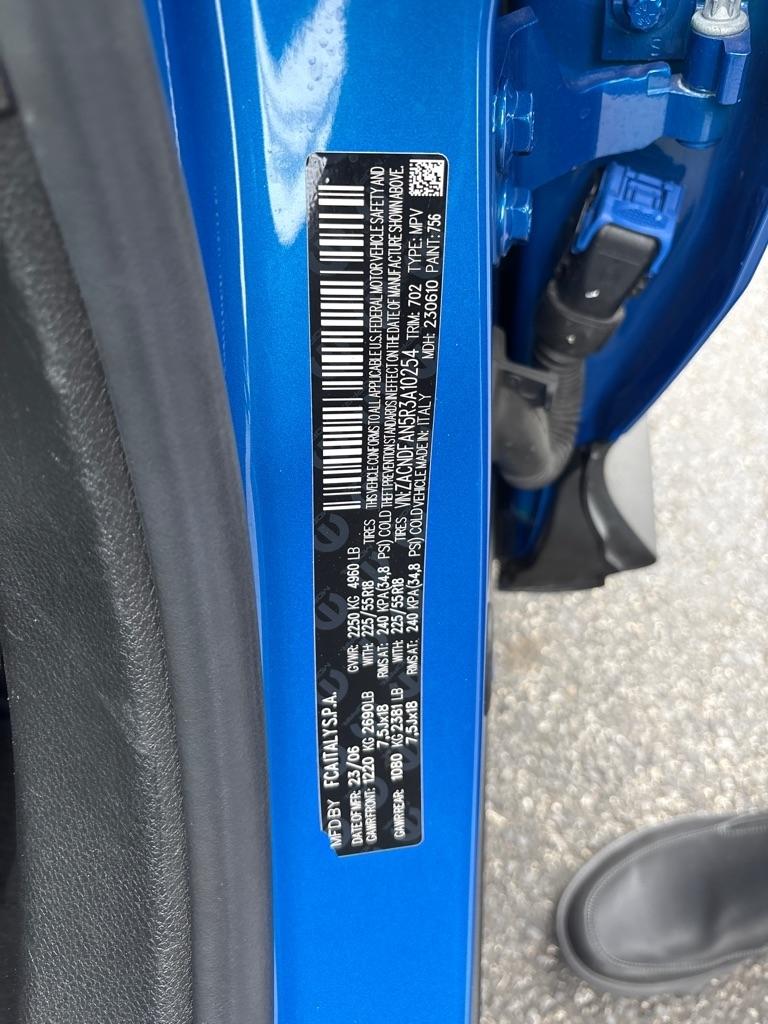 MFD BY FCA ITALY S.P.A.
DATE OF MFR: 23/06 GVWR: 2250 KG 4960 LB
GAWR FRONT: 1220 KG 2690LB WITH: 225/55R18 TIRES THIS VEHICLE CONFORMS TO ALL APPLICABLE U.S. FEDERAL MOTOR VEHICLE SAFETY AND
7,5Jx18 RIMS AT: 240 KPA(34,8 PSI) COLD THEFT PREVENTION STANDARDS IN EFFECT ON THE DATE OF MANUFACTURE SHOWN ABOVE.
GAWR REAR: 1080 KG 2381 LB WITH: 225/55R18 TIRES VIN: ZACNDFAN5R3A10254 TRIM: 702 TYPE: MPV
7,5Jx18 RIMS AT: 240 KPA(34,8 PSI) COLD VEHICLE MADE IN: ITALY MDH: 230610 PAINT: 756